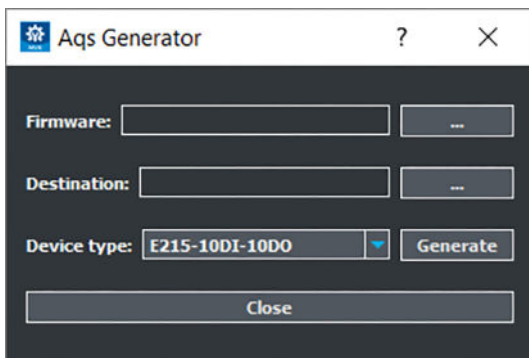 Aqs Generator ? X
Firmware: ...
Destination: ...
Device type: E215-10DI-10DO Generate
Close